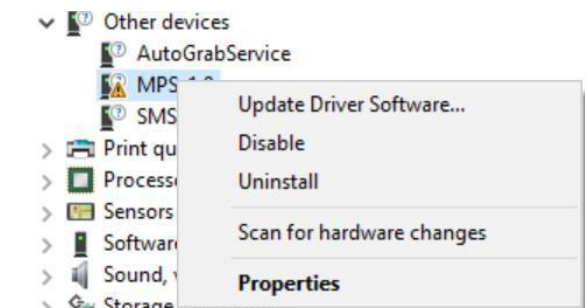 Other devices
AutoGrabService
MPS
SMS
Update Driver Software...
Disable
Uninstall
Scan for hardware changes
Properties
Print qu
Process
Sensors
Software
Sound,
Storage